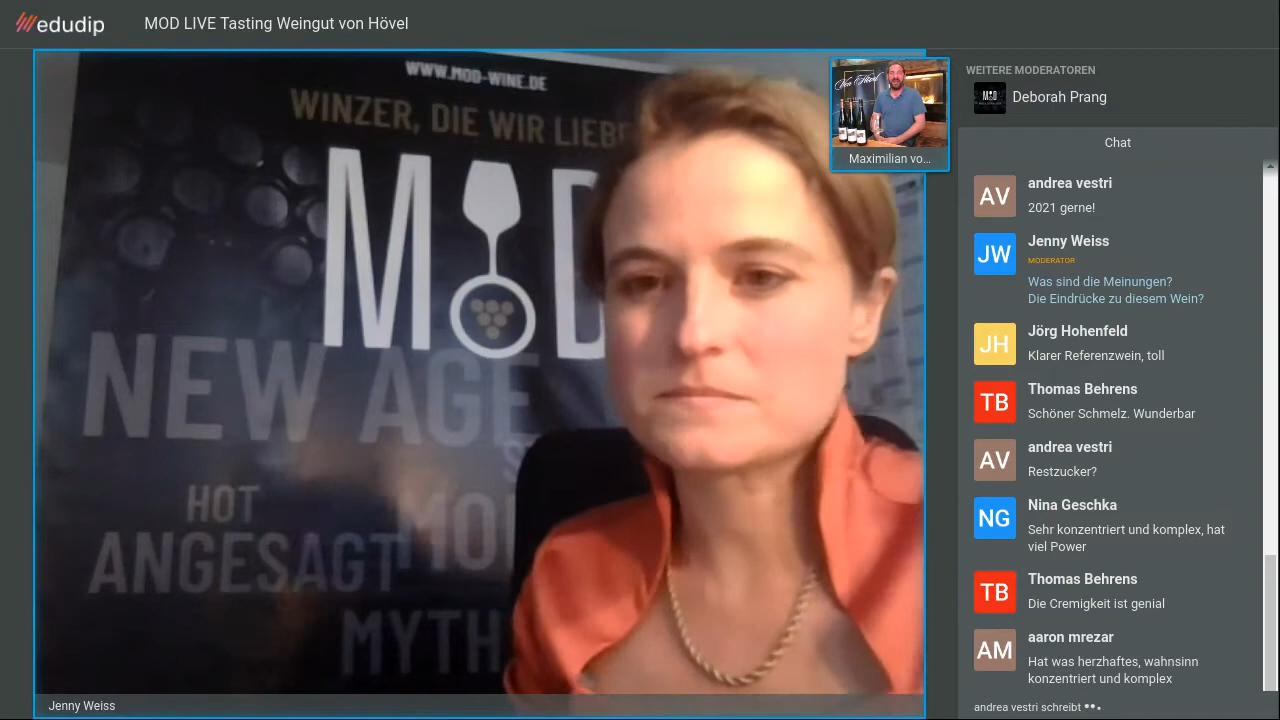 edudip
MOD LIVE Tasting Weingut von Hövel
WWW.MOD-WINE.DE
WINZER, DIE WIR LIEBE
MOD
NEW AGE
HOT
ANGESAGT
MYTH
Jenny Weiss
Maximilian vo...
WEITERE MODERATOREN
Deborah Prang
Chat
AV
andrea vestri
2021 gerne!
JW
Jenny Weiss
MODERATOR
Was sind die Meinungen?
Die Eindrücke zu diesem Wein?
JH
Jörg Hohenfeld
Klarer Referenzwein, toll
TB
Thomas Behrens
Schöner Schmelz. Wunderbar
AV
andrea vestri
Restzucker?
NG
Nina Geschka
Sehr konzentriert und komplex, hat
viel Power
TB
Thomas Behrens
Die Cremigkeit ist genial
AM
aaron mrezar
Hat was herzhaftes, wahnsinn
konzentriert und komplex
andrea vestri schreibt